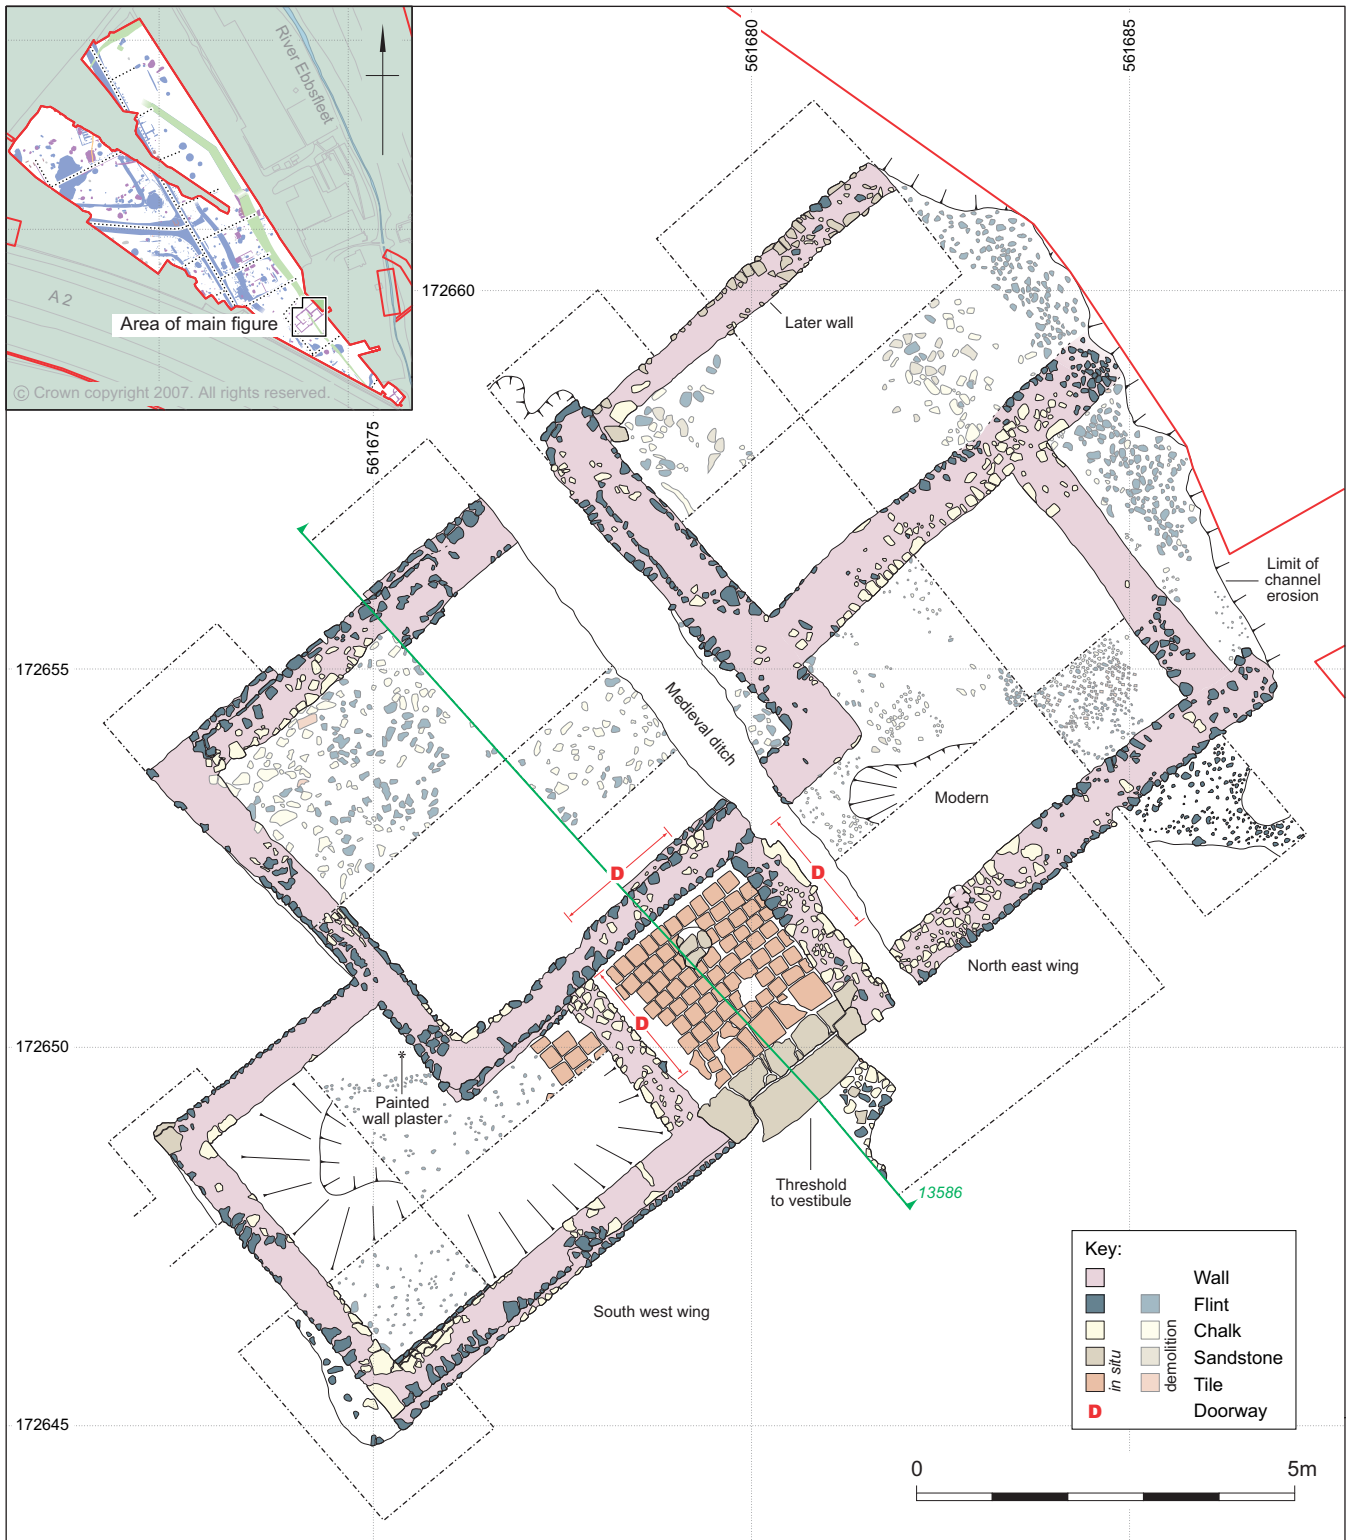 River Ebbsfleet
A 2
Area of main figure
© Crown copyright 2007. All rights reserved.
561680
561685
172660
Later wall
561675
Limit of
channel
erosion
172655
Medieval ditch
Modern
D
D
North east wing
D
172650
Painted
wall plaster
*
Threshold
to vestibule
13586
South west wing
172645
Key:
Wall
Flint
Chalk
Sandstone
Tile
in situ
demolition
D Doorway
0 5m